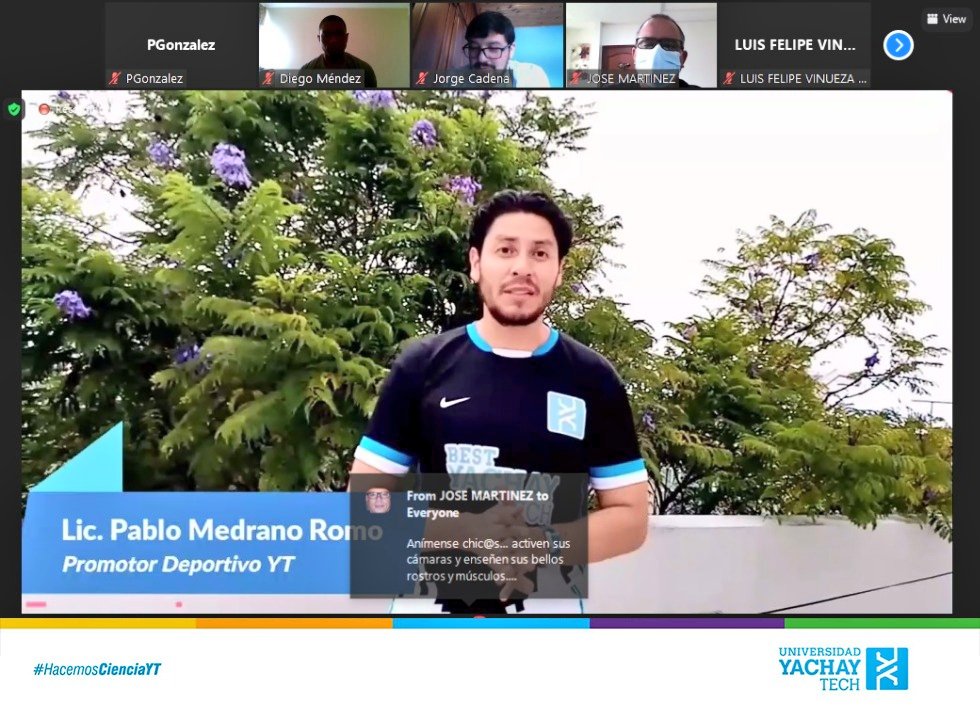 View
PGonzalez
LUIS FELIPE VIN...
PGonzalez
Diego Méndez
Jorge Cadena
JOSE MARTINEZ
LUIS FELIPE VINUEZA ...
BEST
YACHAY
Lic. Pablo Medrano Romo
Promotor Deportivo YT
From JOSE MARTINEZ to
Everyone
Anímense chic@s... activen sus
cámaras y enseñen sus bellos
rostros y músculos....
#HacemosCienciaYT
UNIVERSIDAD
YACHAY
TECH